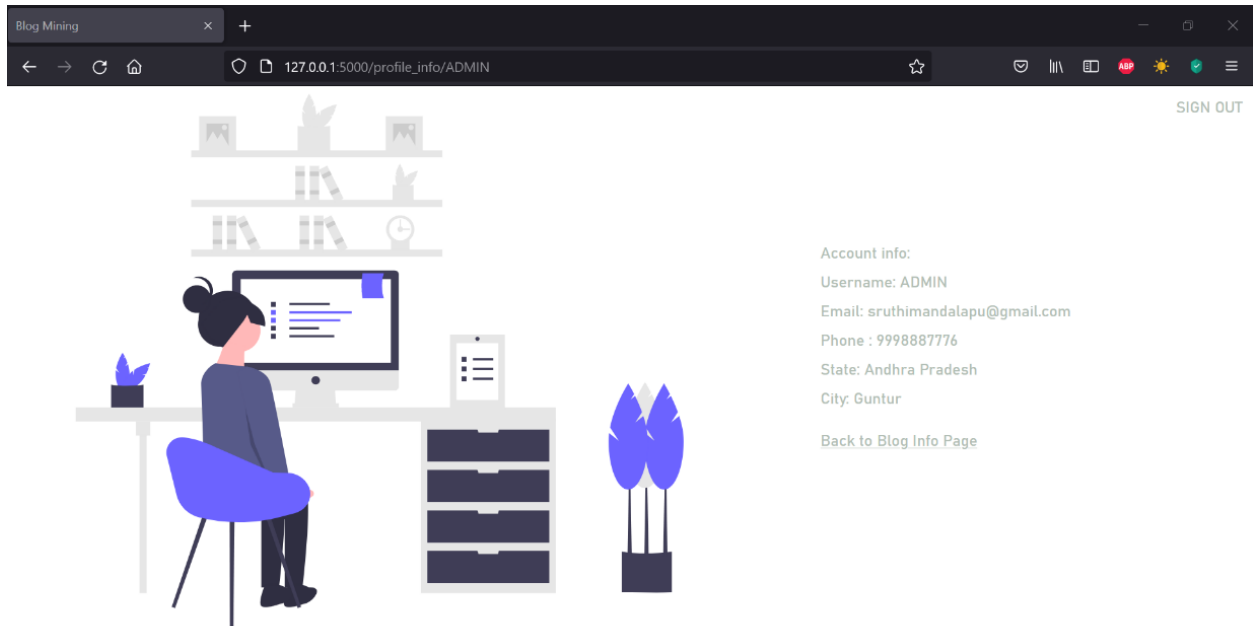 Blog Mining
127.0.0.1:5000/profile_info/ADMIN
ABP
SIGN OUT
Account info:
Username: ADMIN
Email: sruthimandalapu@gmail.com
Phone : 9998887776
State: Andhra Pradesh
City: Guntur
Back to Blog Info Page